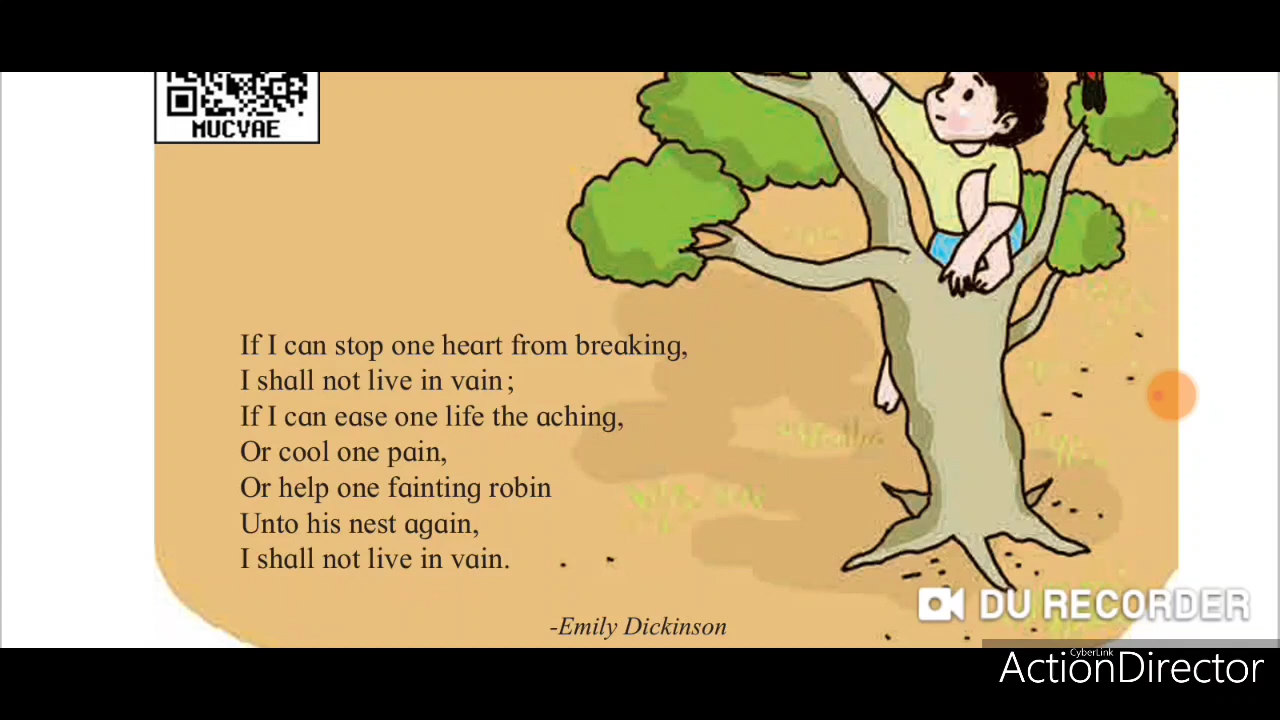 MUCVAE
If I can stop one heart from breaking,
I shall not live in vain;
If I can ease one life the aching,
Or cool one pain,
Or help one fainting robin
Unto his nest again,
I shall not live in vain.
-Emily Dickinson
DU RECORDER
CyberLink
ActionDirector